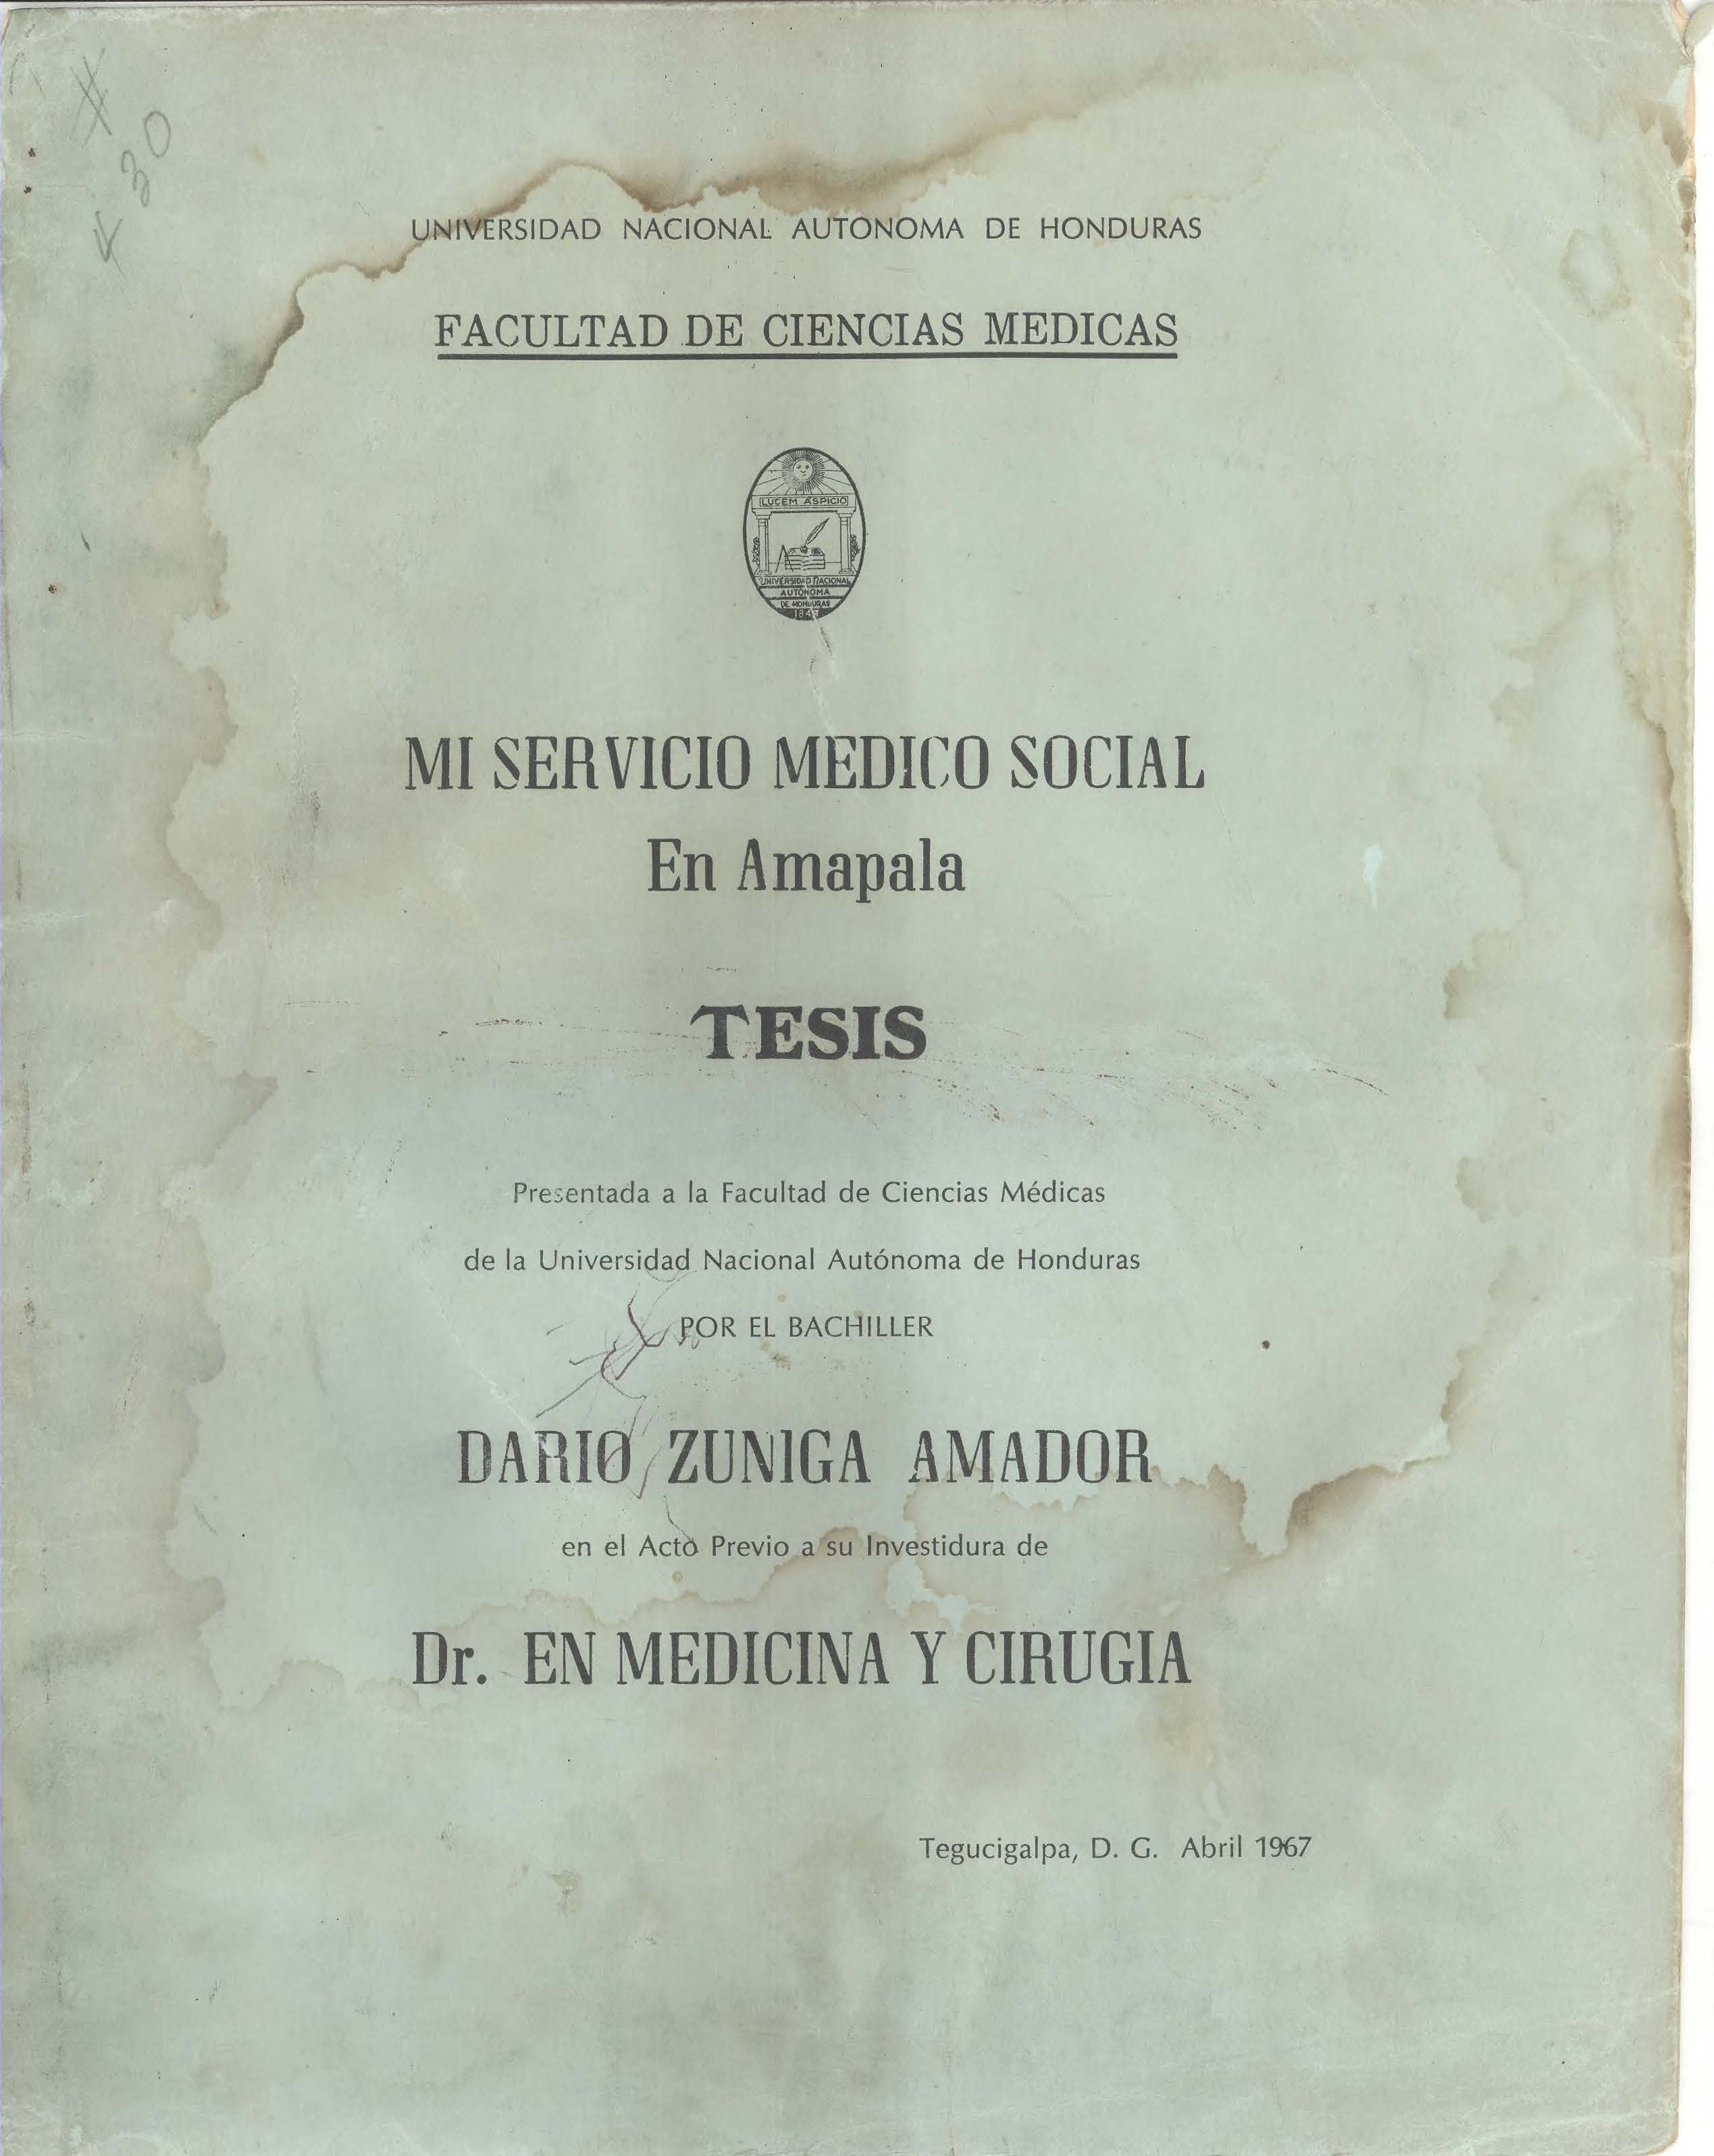 # 30
UNIVERSIDAD NACIONAL AUTONOMA DE HONDURAS
FACULTAD DE CIENCIAS MEDICAS
LUCEM ASPICIO
UNIVERSIDAD NACIONAL
AUTONOMA
DE HONDURAS
1847
MI SERVICIO MEDICO SOCIAL
En Amapala
TESIS
Presentada a la Facultad de Ciencias Médicas
de la Universidad Nacional Autónoma de Honduras
POR EL BACHILLER
DARIO ZUNIGA AMADOR
en el Acto Previo a su Investidura de
Dr. EN MEDICINA Y CIRUGIA
Tegucigalpa, D. G. Abril 1967